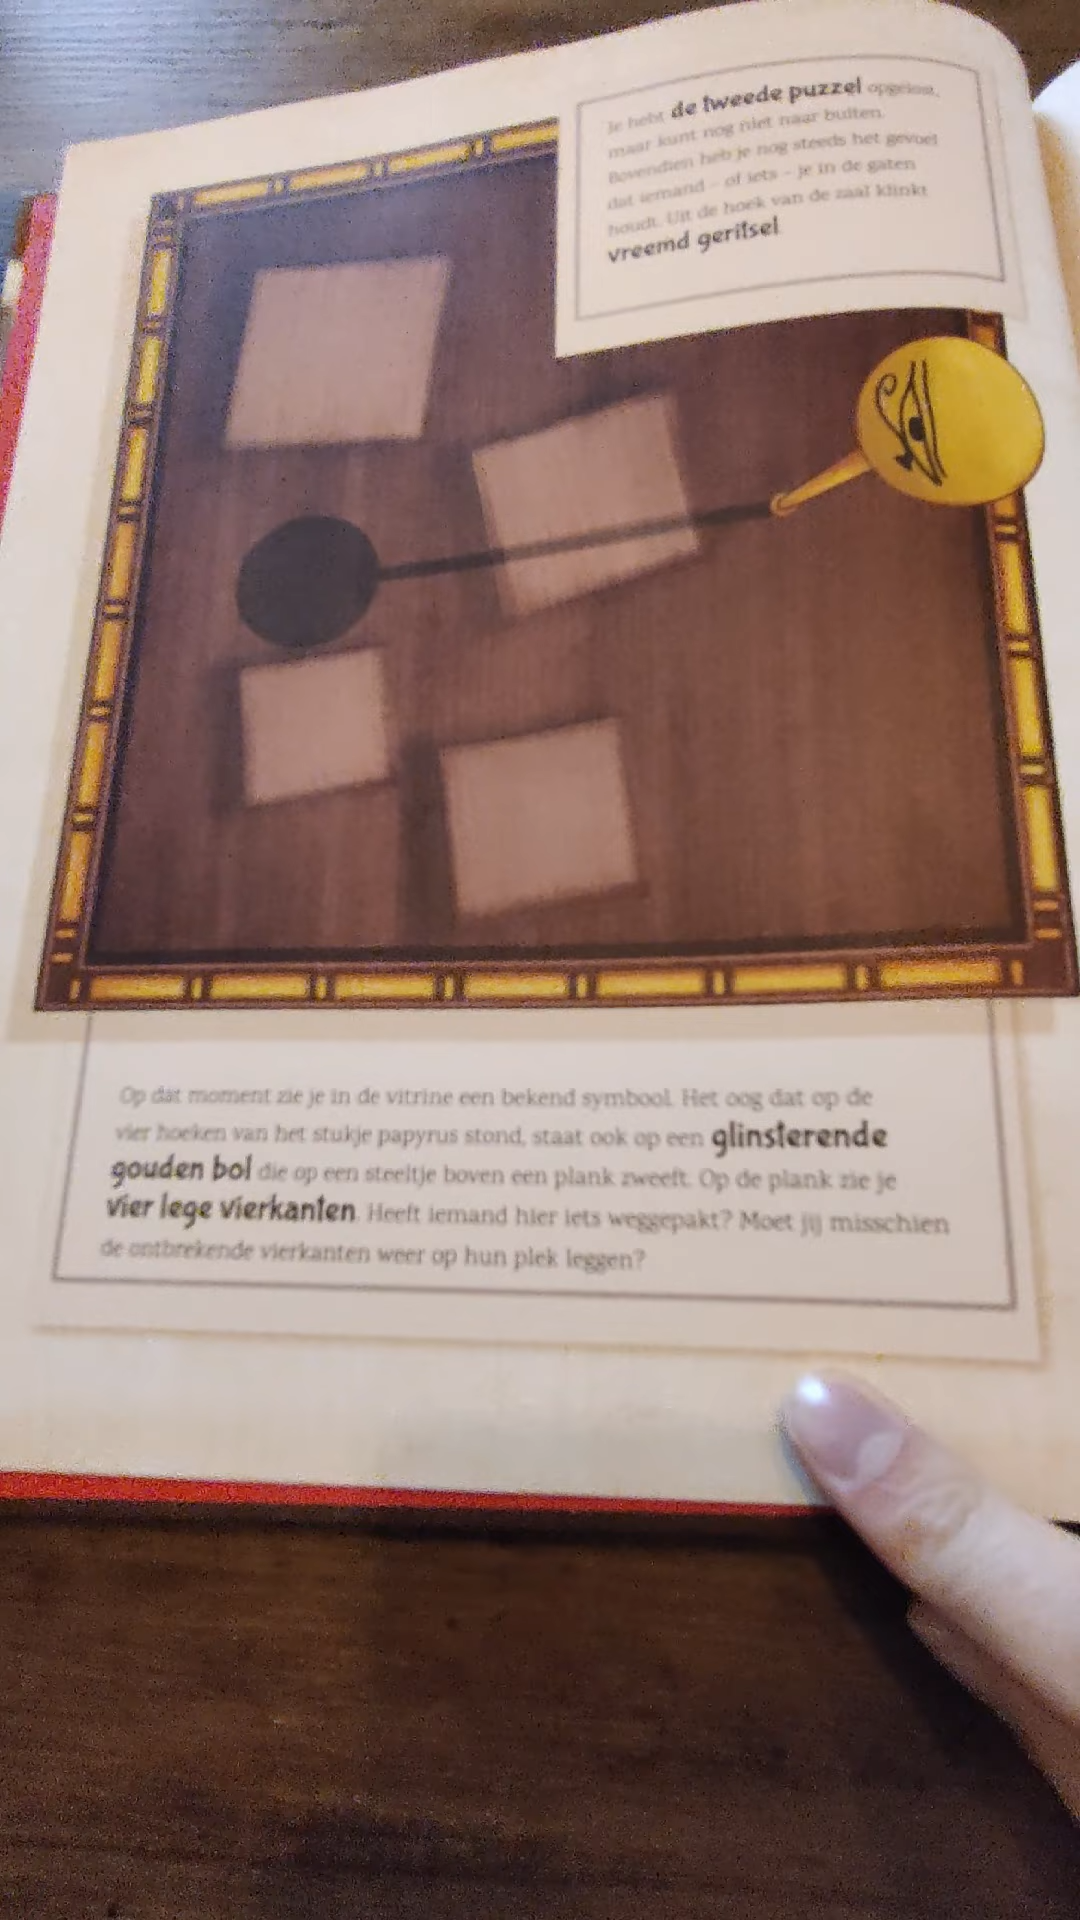 Je hebt de tweede puzzel opgelost,
maar kunt nog niet naar buiten.
Bovendien heb je nog steeds het gevoel
dat iemand – of iets – je in de gaten
houdt. Uit de hoek van de zaal klinkt
vreemd geritsel.
Op dat moment zie je in de vitrine een bekend symbool. Het oog dat op de
vier hoeken van het stukje papyrus stond, staat ook op een glinsterende
gouden bol die op een steeltje boven een plank zweeft. Op de plank zie je
vier lege vierkanten. Heeft iemand hier iets weggepakt? Moet jij misschien
de ontbrekende vierkanten weer op hun plek leggen?